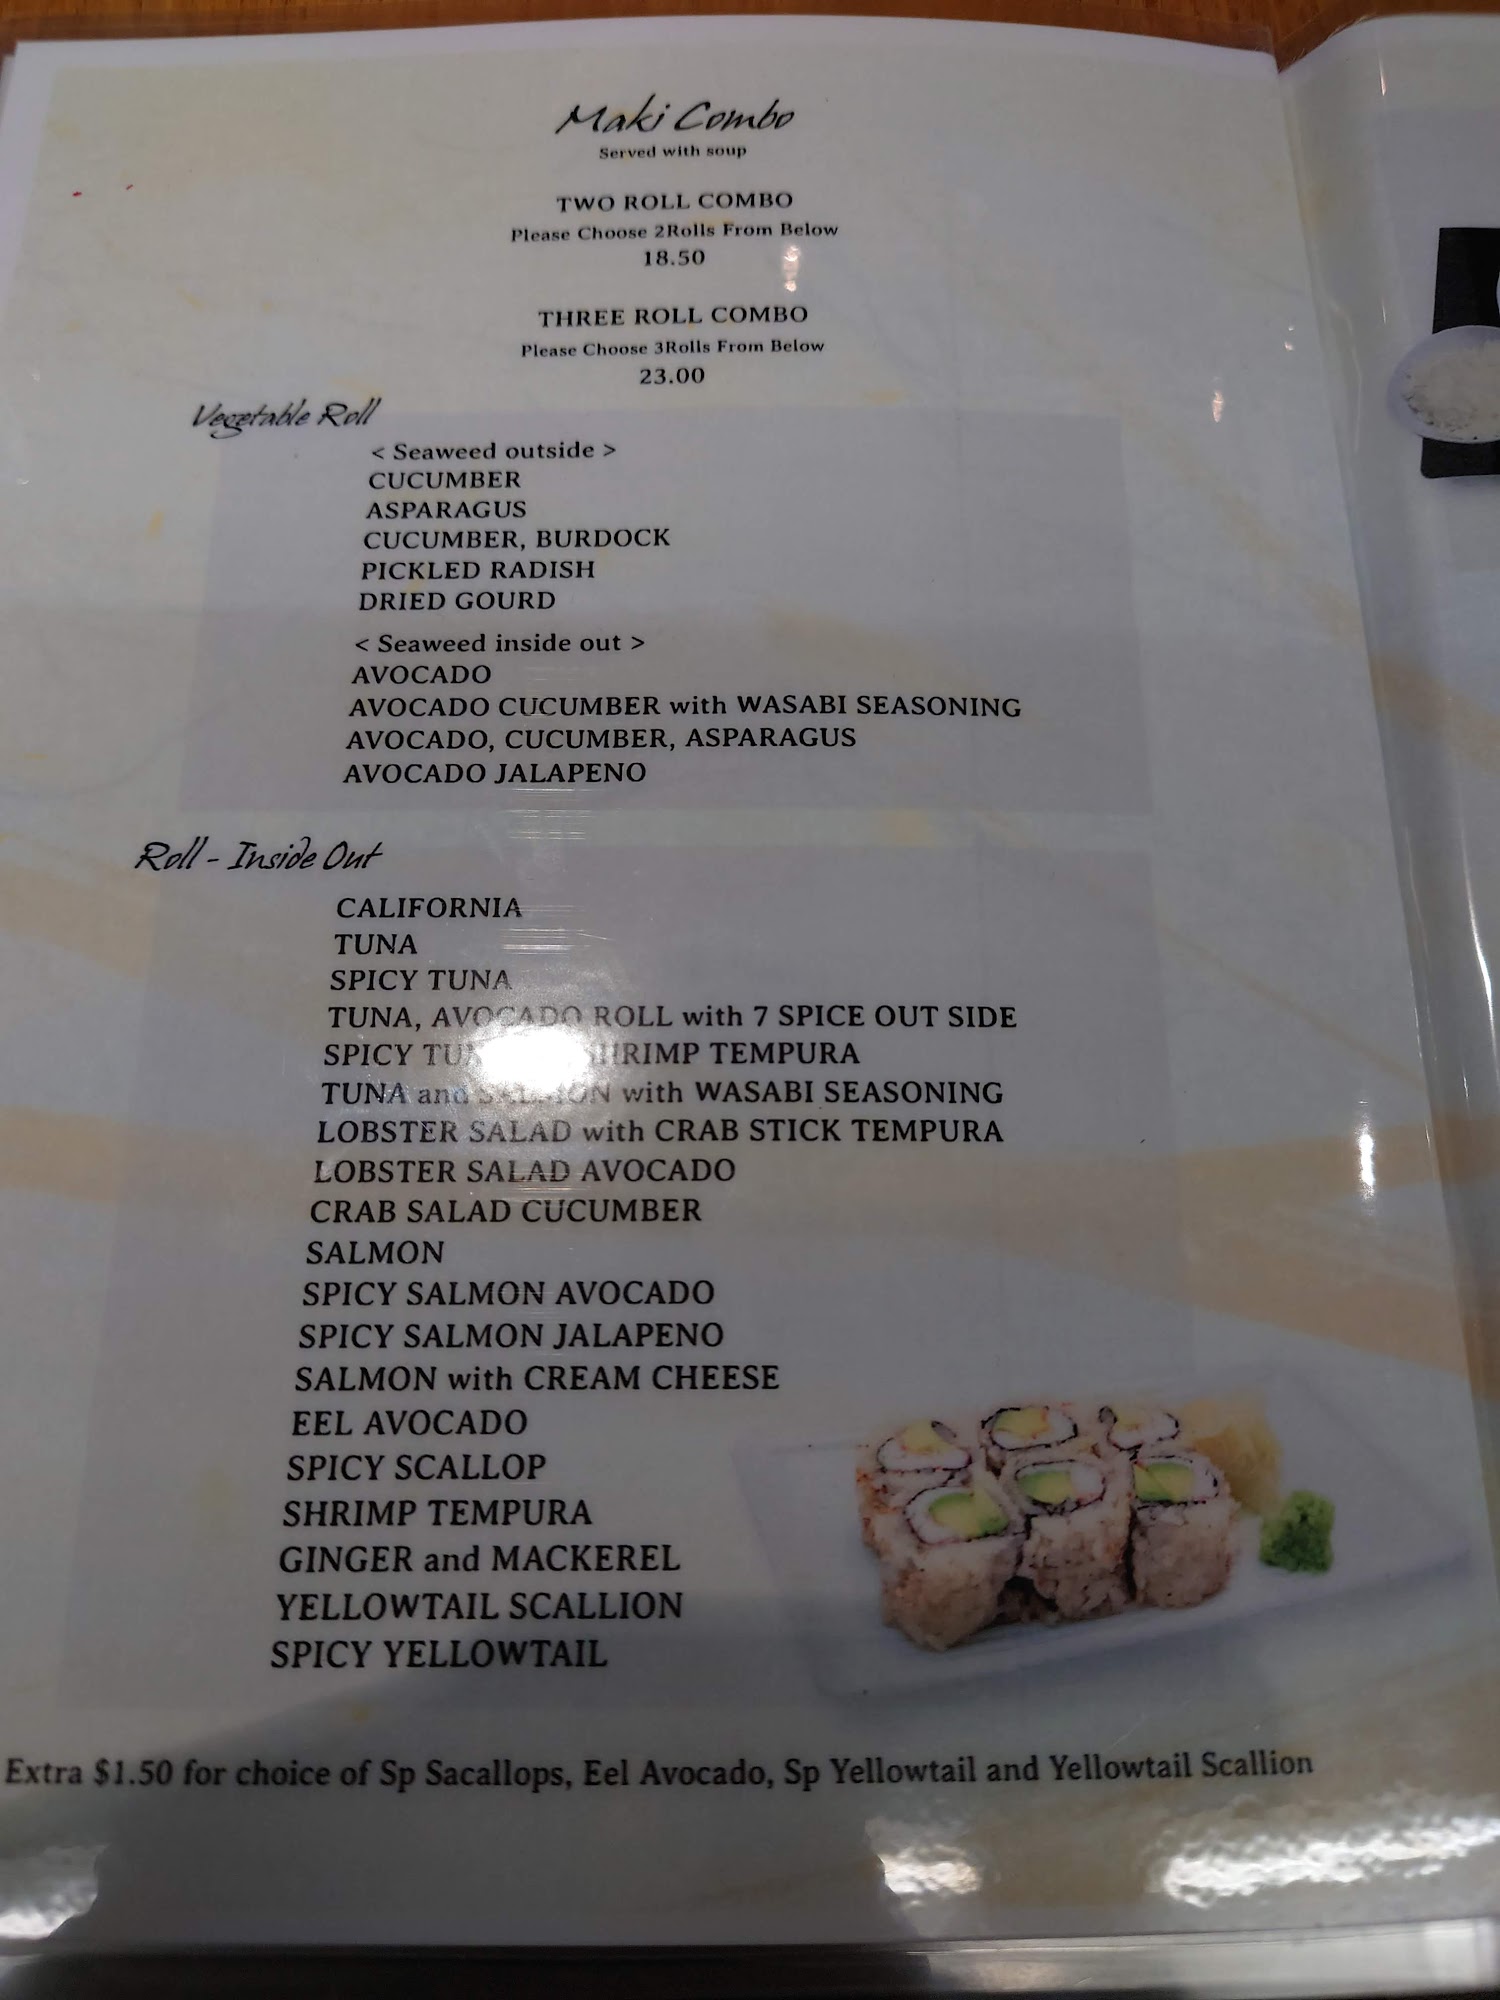 Maki Combo
Served with soup
TWO ROLL COMBO
Please Choose 2Rolls From Below
18.50
THREE ROLL COMBO
Please Choose 3Rolls From Below
23.00
Vegetable Roll
< Seaweed outside >
CUCUMBER
ASPARAGUS
CUCUMBER, BURDOCK
PICKLED RADISH
DRIED GOURD
< Seaweed inside out >
AVOCADO
AVOCADO CUCUMBER with WASABI SEASONING
AVOCADO, CUCUMBER, ASPARAGUS
AVOCADO JALAPENO
Roll - Inside Out
CALIFORNIA
TUNA
SPICY TUNA
TUNA, AVOCADO ROLL with 7 SPICE OUT SIDE
SPICY SHRIMP TEMPURA
TUNA and SALMON with WASABI SEASONING
LOBSTER SALAD with CRAB STICK TEMPURA
LOBSTER SALAD AVOCADO
CRAB SALAD CUCUMBER
SALMON
SPICY SALMON AVOCADO
SPICY SALMON JALAPENO
SALMON with CREAM CHEESE
EEL AVOCADO
SPICY SCALLOP
SHRIMP TEMPURA
GINGER and MACKEREL
YELLOWTAIL SCALLION
SPICY YELLOWTAIL
Extra $1.50 for choice of Sp Sacallops, Eel Avocado, Sp Yellowtail and Yellowtail Scallion